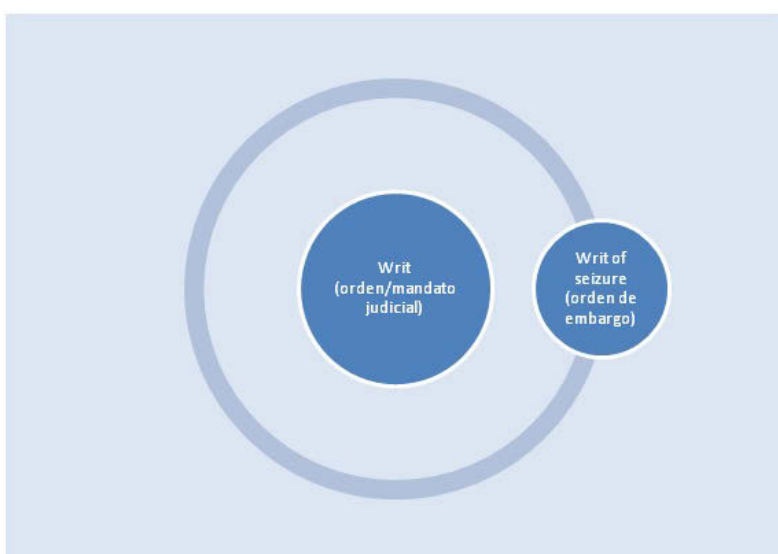 Writ
(orden/mandato
judicial)
Writ of
seizure
(orden de
embargo)